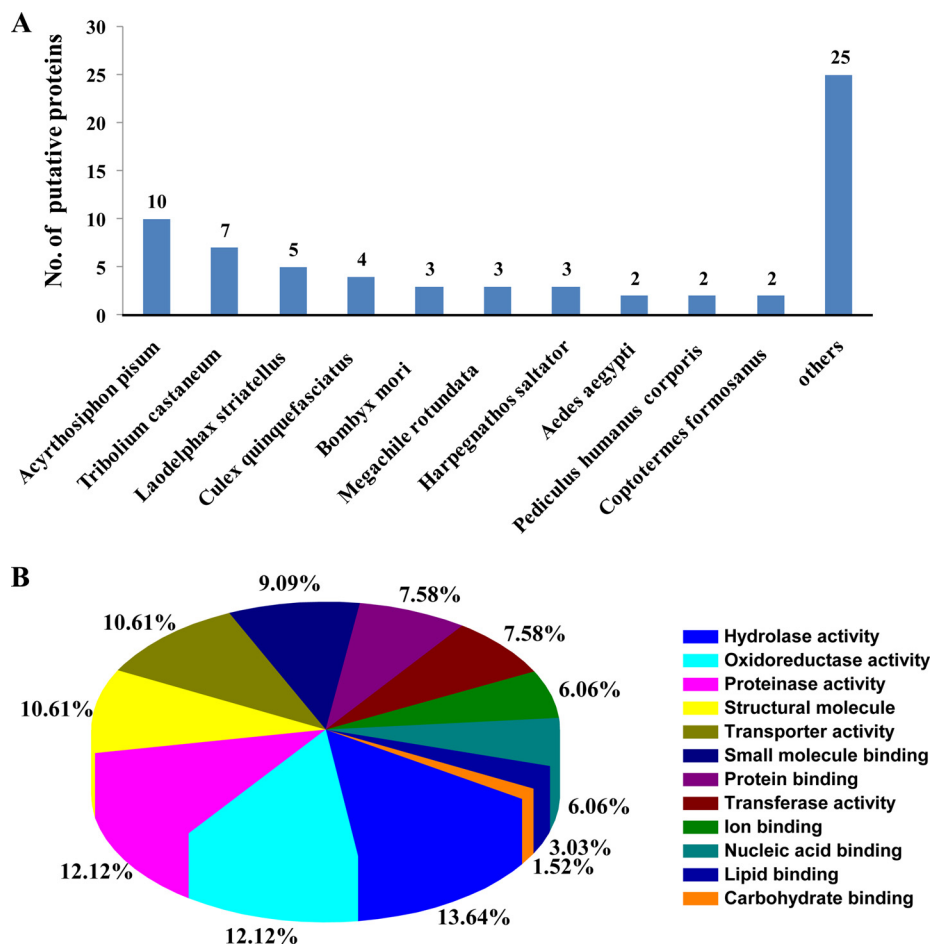 A
No. of putative proteins
30
25
20
15
10
5
0
10
7
5
4
3
3
3
2
2
2
25
Acyrthosiphon pisum
Tribolium castaneum
Laodelphax striatellus
Culex quinquefasciatus
Bombyx mori
Megachile rotundata
Harpegnathos saltator
Aedes aegypti
Pediculus humanus corporis
Coptotermes formosanus
others
B
9.09%
7.58%
10.61%
7.58%
10.61%
6.06%
6.06%
3.03%
1.52%
12.12%
13.64%
12.12%
Hydrolase activity
Oxidoreductase activity
Proteinase activity
Structural molecule
Transporter activity
Small molecule binding
Protein binding
Transferase activity
Ion binding
Nucleic acid binding
Lipid binding
Carbohydrate binding